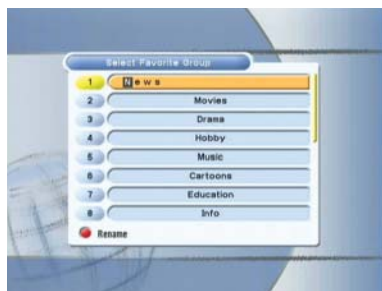 Select Favorite Group
1 News
2 Movies
3 Drama
4 Hobby
5 Music
6 Cartoons
7 Education
8 Info
Rename